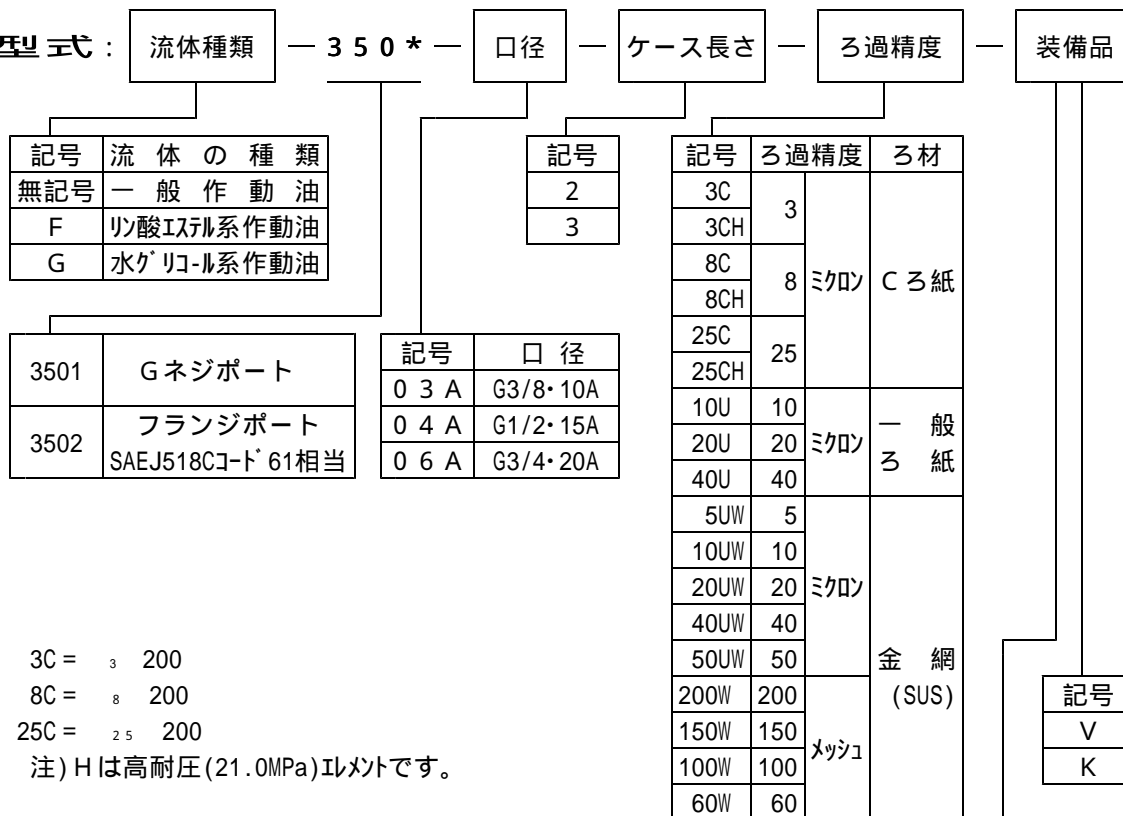 型式: 流体種類 ― 350* ― 口径 ― ケース長さ ― ろ過精度 ― 装備品
記号 流体の種類
無記号 一般作動油
F リン酸エステル系作動油
G 水グリコール系作動油
3501 Gネジポート
3502 フランジポート
SAEJ518Cコード61相当
記号 口径
03A G3/8・10A
04A G1/2・15A
06A G3/4・20A
記号
2
3
記号 ろ過精度 ろ材
3C 3 ミクロン Cろ紙
3CH
8C 8
8CH
25C 25
25CH
10U 10 ミクロン 一般ろ紙
20U 20
40U 40
5UW 5 ミクロン 金網
(SUS)
10UW 10
20UW 20
40UW 40
50UW 50
200W 200 メッシュ
150W 150
100W 100
60W 60
記号
V
K
3C = 3 200
8C = 8 200
25C = 25 200
注)Hは高耐圧(21.0MPa)エレメントです。